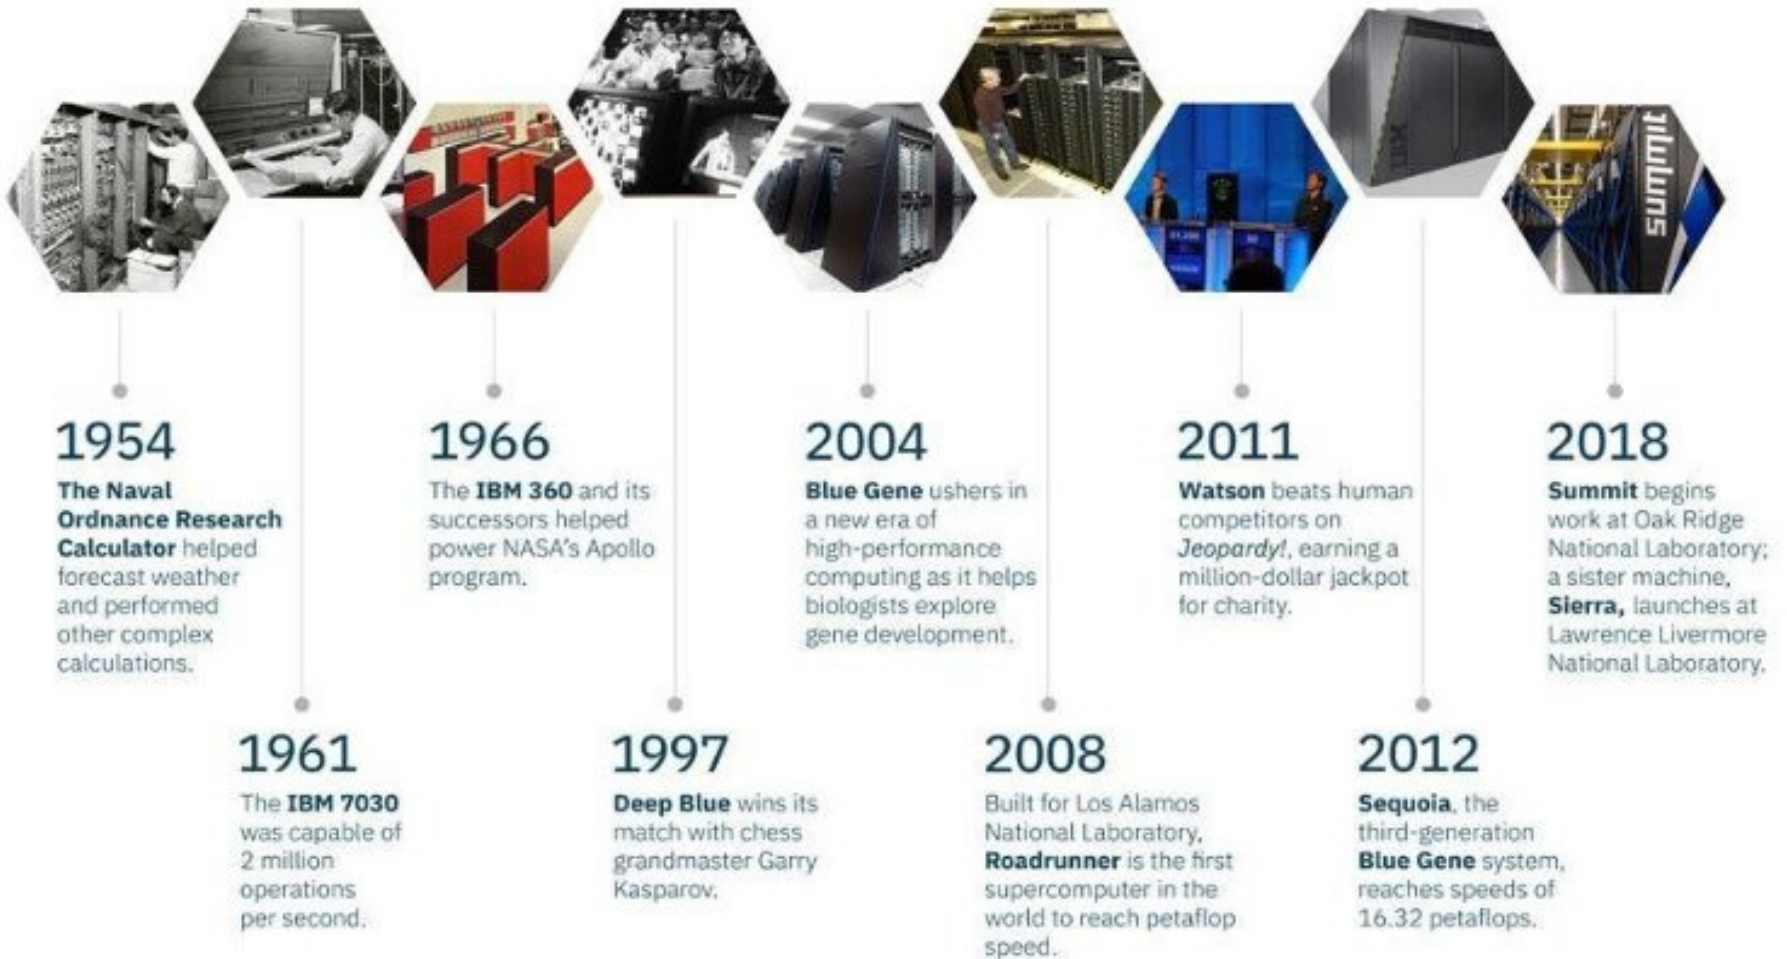 summit
IBM
1954
The Naval
Ordnance Research
Calculator helped
forecast weather
and performed
other complex
calculations.
1961
The IBM 7030
was capable of
2 million
operations
per second.
1966
The IBM 360 and its
successors helped
power NASA's Apollo
program.
1997
Deep Blue wins its
match with chess
grandmaster Garry
Kasparov.
2004
Blue Gene ushers in
a new era of
high-performance
computing as it helps
biologists explore
gene development.
2008
Built for Los Alamos
National Laboratory,
Roadrunner is the first
supercomputer in the
world to reach petaflop
speed.
2011
Watson beats human
competitors on
Jeopardy!, earning a
million-dollar jackpot
for charity.
2012
Sequoia, the
third-generation
Blue Gene system,
reaches speeds of
16.32 petaflops.
2018
Summit begins
work at Oak Ridge
National Laboratory;
a sister machine,
Sierra, launches at
Lawrence Livermore
National Laboratory.